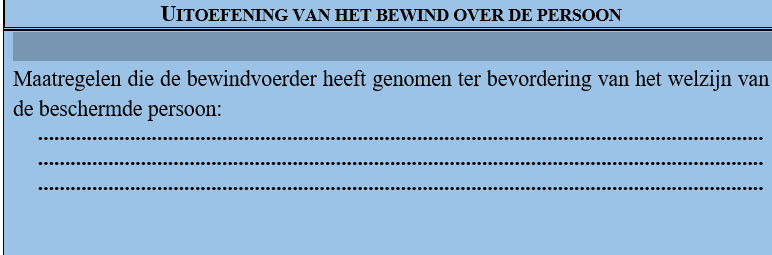 UITOEFENING VAN HET BEWIND OVER DE PERSOON
Maatregelen die de bewindvoerder heeft genomen ter bevordering van het welzijn van
de beschermde persoon:
................................................................................................................................................
................................................................................................................................................
................................................................................................................................................